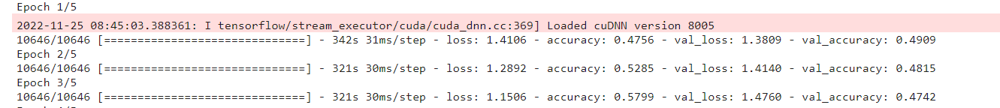 Epoch 1/5
2022-11-25 08:45:03.388361: I tensorflow/stream_executor/cuda/cuda_dnn.cc:369] Loaded cuDNN version 8005
10646/10646 [==============================] - 342s 31ms/step - loss: 1.4106 - accuracy: 0.4756 - val_loss: 1.3809 - val_accuracy: 0.4909
Epoch 2/5
10646/10646 [==============================] - 321s 30ms/step - loss: 1.2892 - accuracy: 0.5285 - val_loss: 1.4140 - val_accuracy: 0.4815
Epoch 3/5
10646/10646 [==============================] - 321s 30ms/step - loss: 1.1506 - accuracy: 0.5799 - val_loss: 1.4760 - val_accuracy: 0.4742